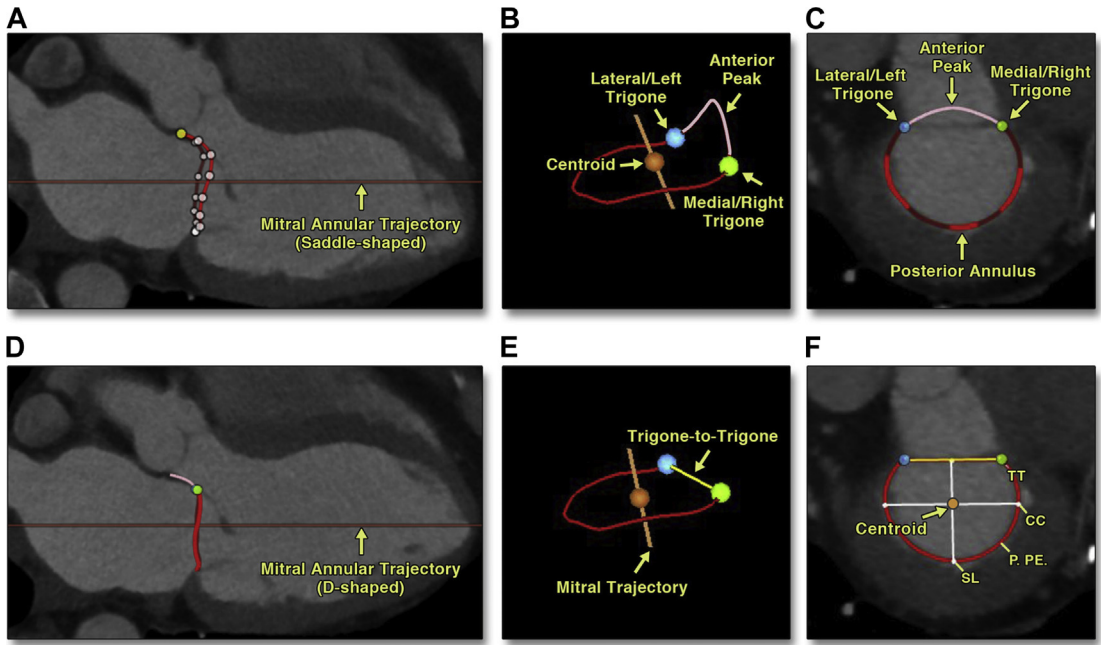 A
Mitral Annular Trajectory
(Saddle-shaped)
B
Lateral/Left
Trigone
Anterior
Peak
Centroid
Medial/Right
Trigone
C
Anterior
Peak
Lateral/Left
Trigone
Medial/Right
Trigone
Posterior Annulus
D
Mitral Annular Trajectory
(D-shaped)
E
Trigone-to-Trigone
Mitral Trajectory
F
TT
Centroid
CC
P. PE.
SL